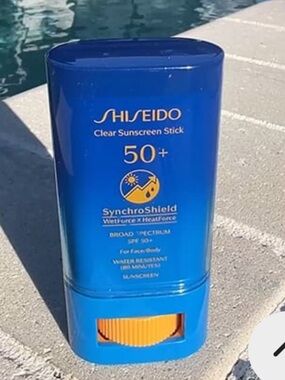 SHISEIDO
Clear Sunscreen Stick
50+
SynchroShield
WetForce x HeatForce
BROAD SPECTRUM
SPF 50+
For Face/Body
WATER RESISTANT
(80 MINUTES)
SUNSCREEN